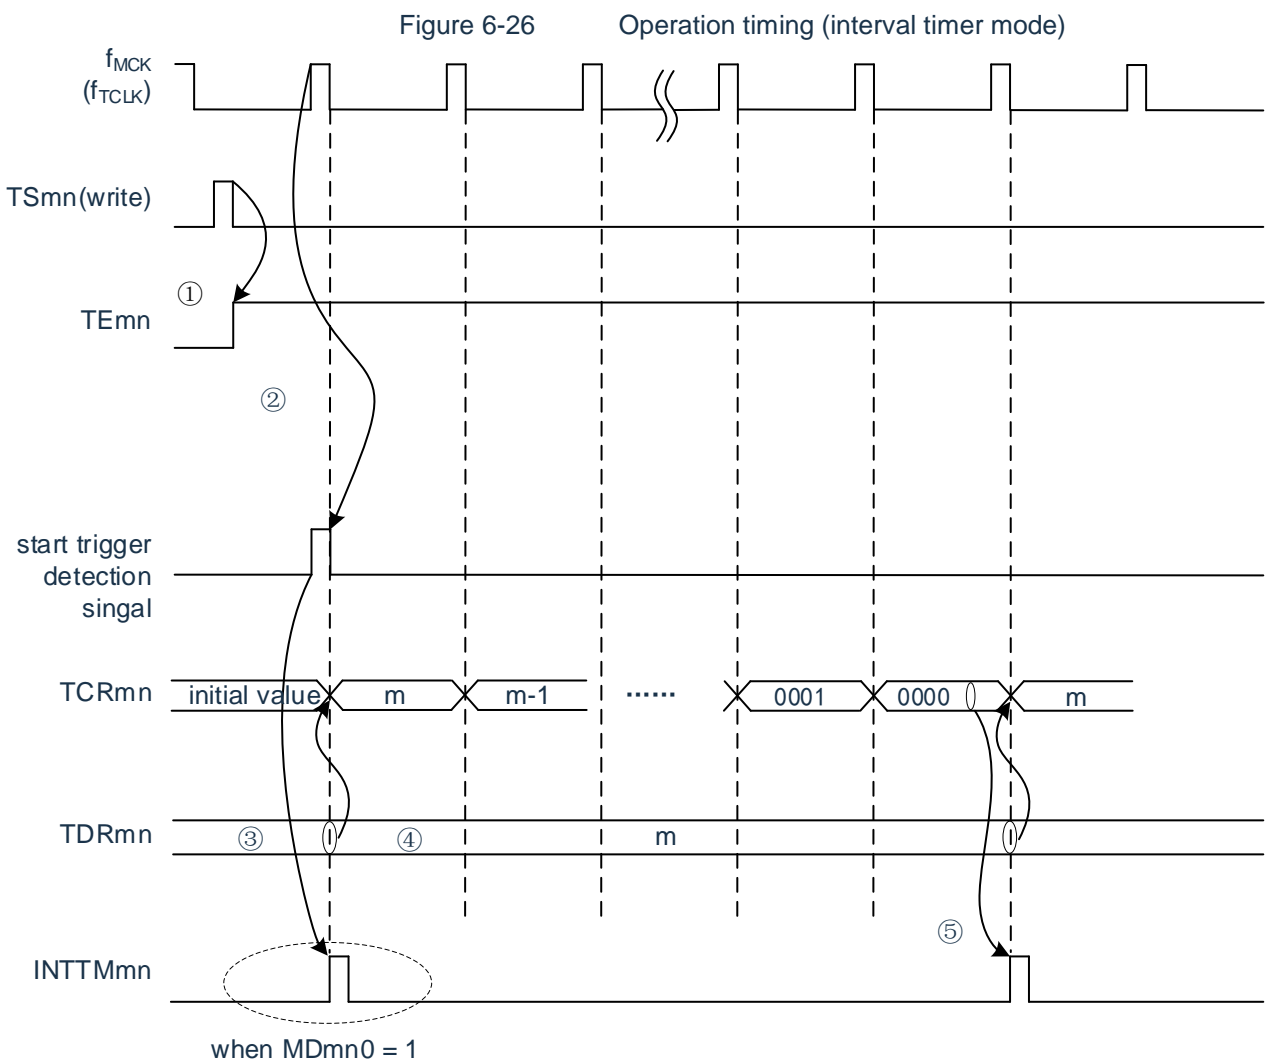 Figure 6-26 Operation timing (interval timer mode)
fMCK
(fTCLK)
TSmn(write)
①
TEmn
②
start trigger
detection
singal
TCRmn initial value m m-1 ...... 0001 0000 m
TDRmn ③ ④ m
⑤
INTTMmn
when MDmn0 = 1